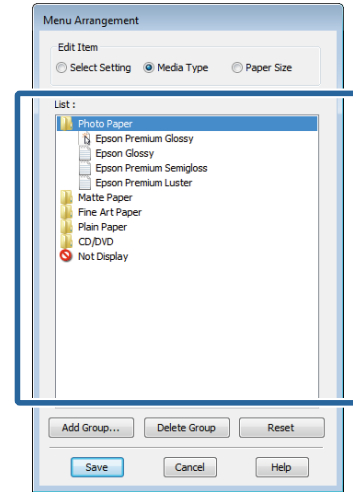 Menu Arrangement
Edit Item
Select Setting Media Type Paper Size
List :
Photo Paper
Epson Premium Glossy
Epson Glossy
Epson Premium Semigloss
Epson Premium Luster
Matte Paper
Fine Art Paper
Plain Paper
CD/DVD
Not Display
Add Group... Delete Group Reset
Save Cancel Help